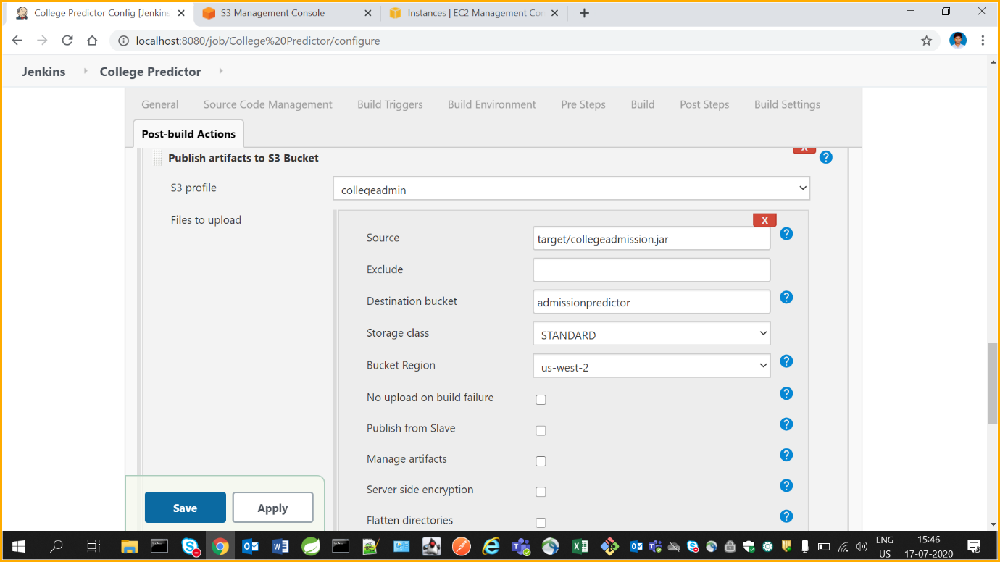 College Predictor Config [Jenkins
S3 Management Console
Instances | EC2 Management Con
localhost:8080/job/College%20Predictor/configure
Jenkins
College Predictor
General
Source Code Management
Build Triggers
Build Environment
Pre Steps
Build
Post Steps
Build Settings
Post-build Actions
Publish artifacts to S3 Bucket
X
?
S3 profile
collegeadmin
Files to upload
X
Source
target/collegeadmission.jar
?
Exclude
Destination bucket
admissionpredictor
?
Storage class
STANDARD
Bucket Region
us-west-2
?
No upload on build failure
?
Publish from Slave
?
Manage artifacts
?
Server side encryption
?
Flatten directories
?
Save
Apply
ENG
US
15:46
17-07-2020